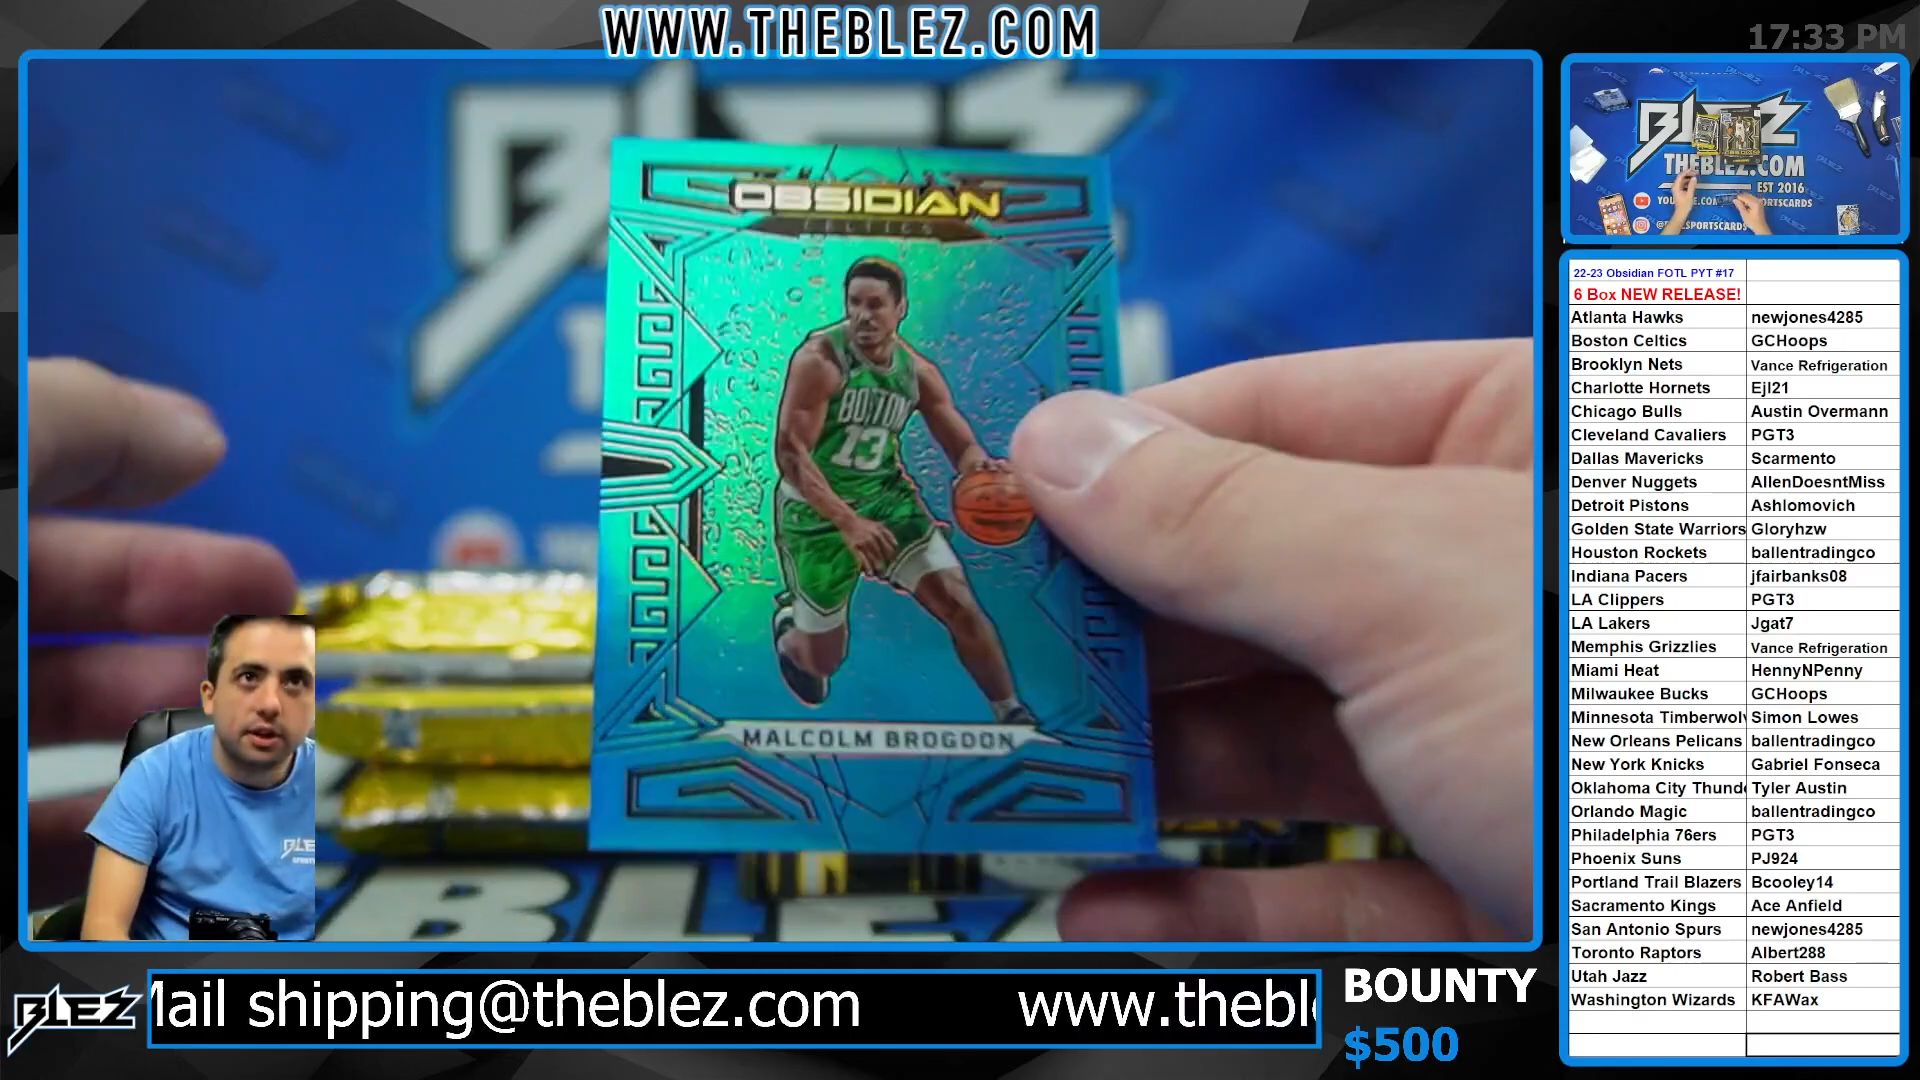 WWW.THEBLEZ.COM
17:33 PM
BLEZ
OBSIDIAN
CELTICS
BOSTON
13
MALCOLM BROGDON
BLEZ
THEBLEZ.COM
EST 2016
22-23 Obsidian FOTL PYT #17
6 Box NEW RELEASE!
Atlanta Hawks newjones4285
Boston Celtics GCHoops
Brooklyn Nets Vance Refrigeration
Charlotte Hornets Ejl21
Chicago Bulls Austin Overmann
Cleveland Cavaliers PGT3
Dallas Mavericks Scarmento
Denver Nuggets AllenDoesntMiss
Detroit Pistons Ashlomovich
Golden State Warriors Gloryhzw
Houston Rockets ballentradingco
Indiana Pacers jfairbanks08
LA Clippers PGT3
LA Lakers Jgat7
Memphis Grizzlies Vance Refrigeration
Miami Heat HennyNPenny
Milwaukee Bucks GCHoops
Minnesota Timberwolv Simon Lowes
New Orleans Pelicans ballentradingco
New York Knicks Gabriel Fonseca
Oklahoma City Thunde Tyler Austin
Orlando Magic ballentradingco
Philadelphia 76ers PGT3
Phoenix Suns PJ924
Portland Trail Blazers Bcooley14
Sacramento Kings Ace Anfield
San Antonio Spurs newjones4285
Toronto Raptors Albert288
Utah Jazz Robert Bass
Washington Wizards KFAWax
BLEZ
Mail shipping@theblez.com www.thebl
BOUNTY
$500